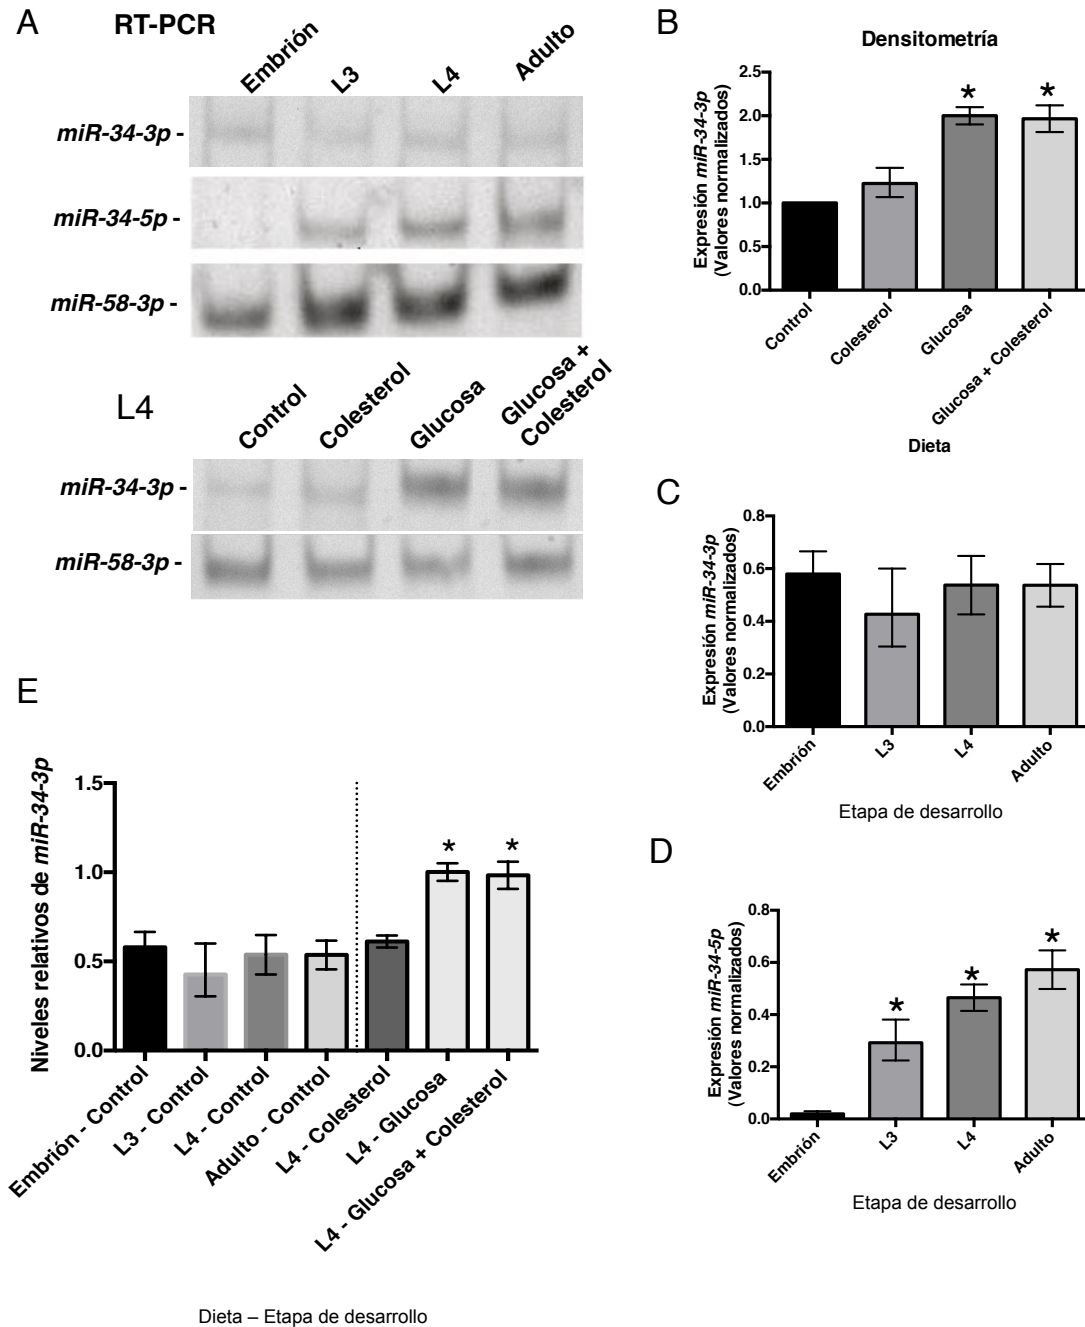 A
RT-PCR
Embrión
L3
L4
Adulto
miR-34-3p -
miR-34-5p -
miR-58-3p -
L4
Control
Colesterol
Glucosa
Glucosa +
Colesterol
miR-34-3p -
miR-58-3p -
B
Densitometría
Expresión miR-34-3p
(Valores normalizados)
2.5
2.0
1.5
1.0
0.5
0.0
* *
Control
Colesterol
Glucosa
Glucosa + Colesterol
Dieta
C
Expresión miR-34-3p
(Valores normalizados)
0.8
0.6
0.4
0.2
0.0
Embrión
L3
L4
Adulto
Etapa de desarrollo
D
Expresión miR-34-5p
(Valores normalizados)
0.8
0.6
0.4
0.2
0.0
* * *
Embrión
L3
L4
Adulto
Etapa de desarrollo
E
Niveles relativos de miR-34-3p
1.5
1.0
0.5
0.0
* *
Embrión - Control
L3 - Control
L4 - Control
Adulto - Control
L4 - Colesterol
L4 - Glucosa
L4 - Glucosa + Colesterol
Dieta – Etapa de desarrollo